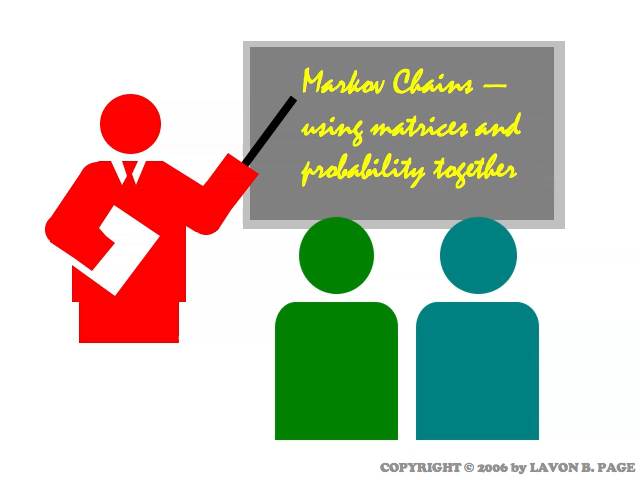 Markov Chains —
using matrices and
probability together
COPYRIGHT © 2006 by LAVON B. PAGE